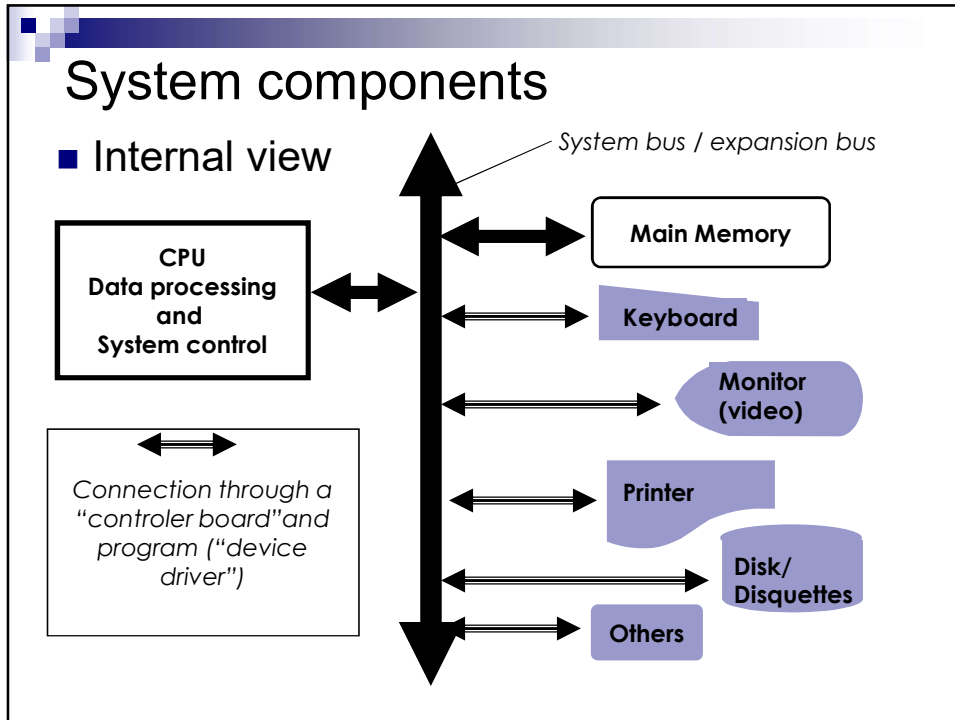 System components
Internal view
System bus / expansion bus
CPU
Data processing
and
System control
Main Memory
Keyboard
Monitor
(video)
Connection through a
“controler board”and
program (“device
driver”)
Printer
Disk/
Disquettes
Others